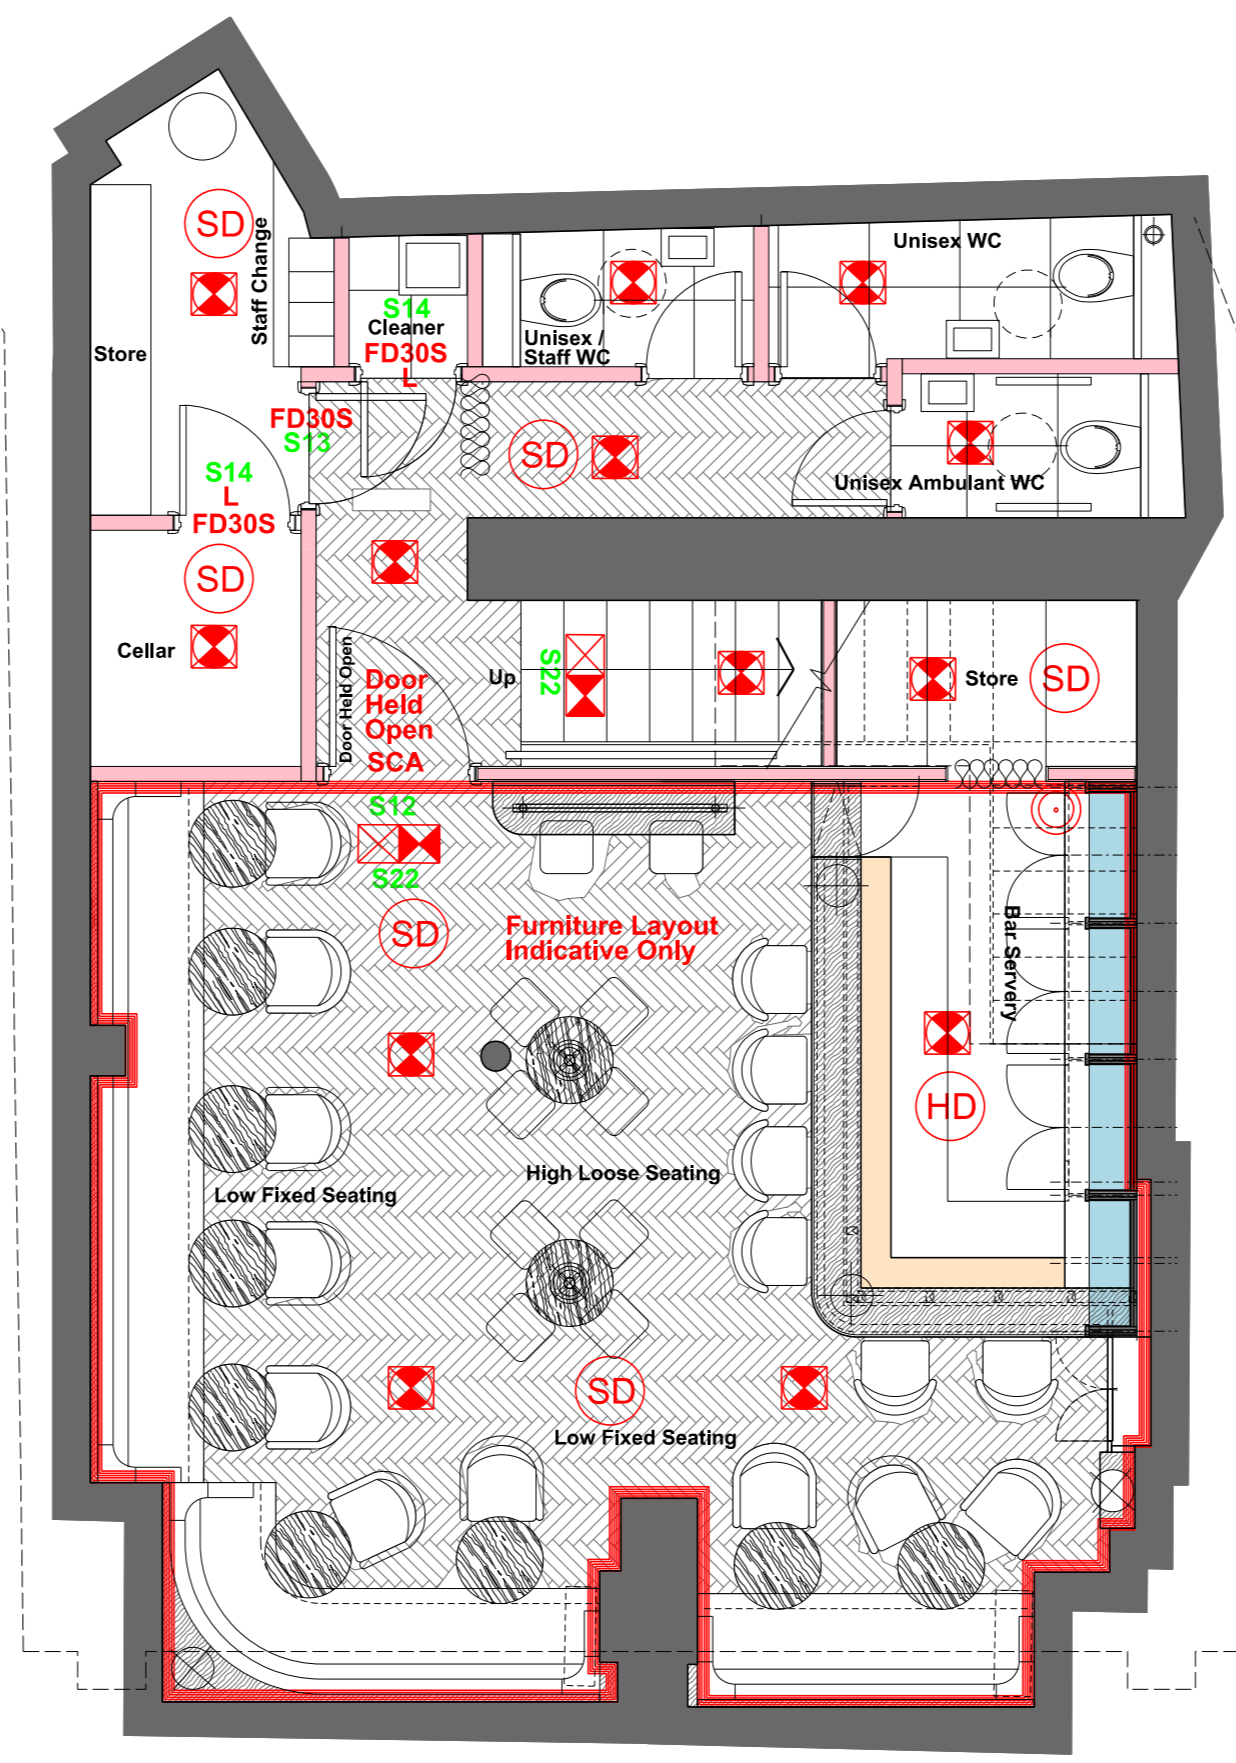 SD
Staff Change
Store
S14
Cleaner
FD30S
L
Unisex /
Staff WC
Unisex WC
FD30S
S13
S14
L
FD30S
SD
Unisex Ambulant WC
SD
Cellar
Door Held Open
Door
Held
Open
SCA
Up
S22
Store
SD
S12
S22
SD
Furniture Layout
Indicative Only
Bar Servery
HD
High Loose Seating
Low Fixed Seating
SD
Low Fixed Seating